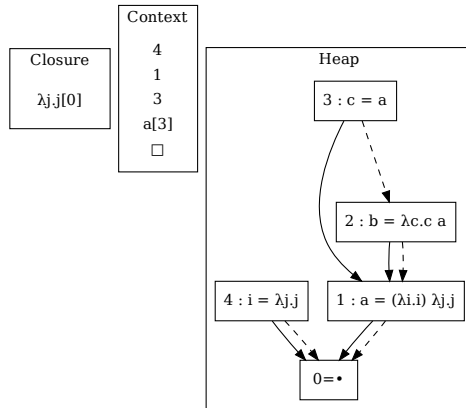 Closure
λj.j[0]
Context
4
1
3
a[3]
□
Heap
3 : c = a
2 : b = λc.c a
4 : i = λj.j
1 : a = (λi.i) λj.j
0=•